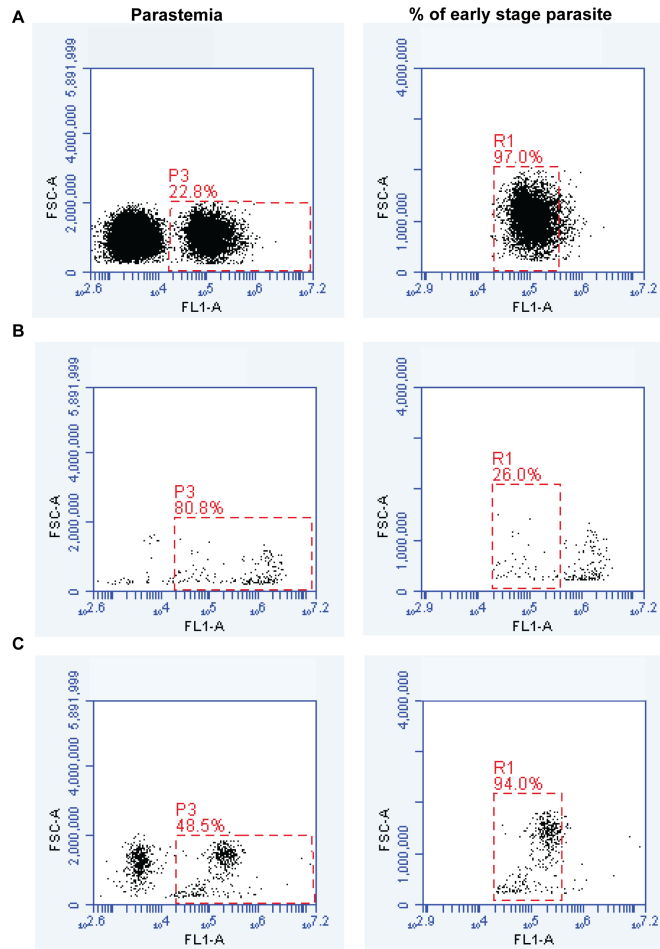 A
Parastemia
% of early stage parasite
5,891,999
4,000,000
2,000,000
0
FSC-A
P3
22.8%
10^2.6
10^4
10^5
10^6
10^7.2
FL1-A
4,000,000
1,000,000
0
FSC-A
R1
97.0%
10^2.9
10^4
10^5
10^6
10^7.2
FL1-A
B
5,891,999
4,000,000
2,000,000
0
FSC-A
P3
80.8%
10^2.6
10^4
10^5
10^6
10^7.2
FL1-A
4,000,000
1,000,000
0
FSC-A
R1
26.0%
10^2.9
10^4
10^5
10^6
10^7.2
FL1-A
C
5,891,999
4,000,000
2,000,000
0
FSC-A
P3
48.5%
10^2.6
10^4
10^5
10^6
10^7.2
FL1-A
4,000,000
1,000,000
0
FSC-A
R1
94.0%
10^2.9
10^4
10^5
10^6
10^7.2
FL1-A